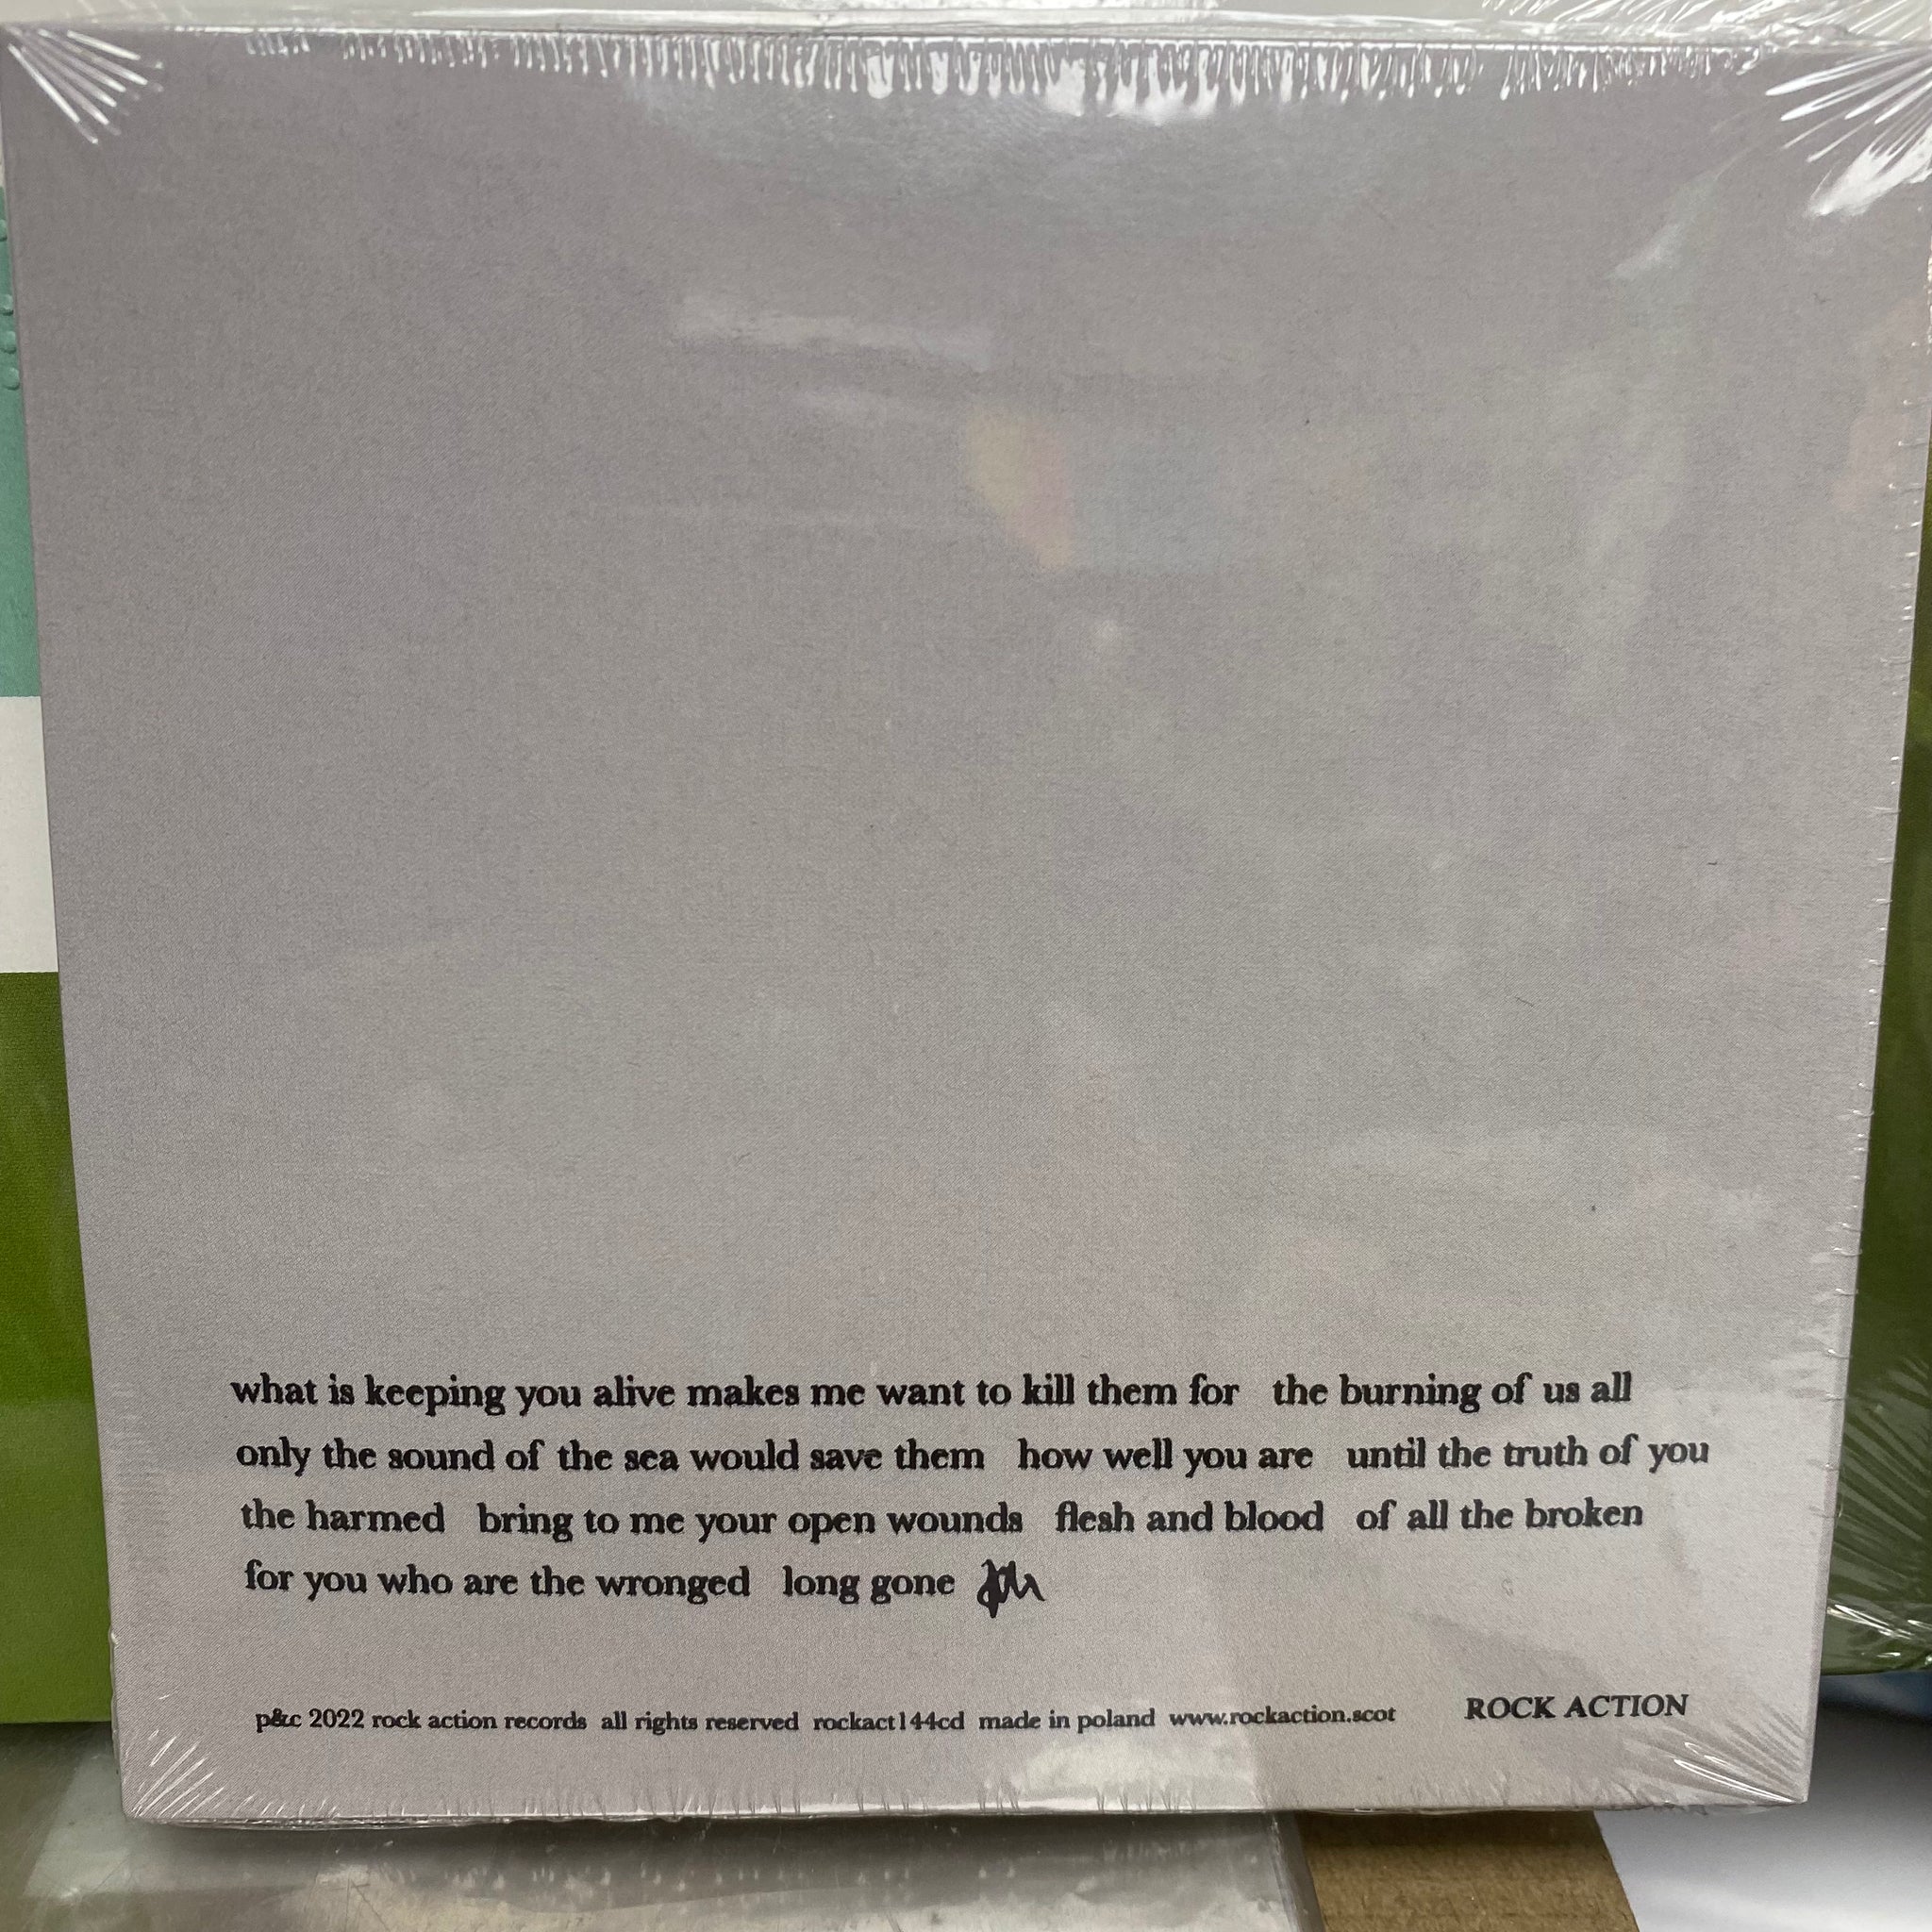 what is keeping you alive makes me want to kill them for the burning of us all
only the sound of the sea would save them how well you are until the truth of you
the harmed bring to me your open wounds flesh and blood of all the broken
for you who are the wronged long gone
p&c 2022 rock action records all rights reserved rockact144cd made in poland www.rockaction.scot ROCK ACTION